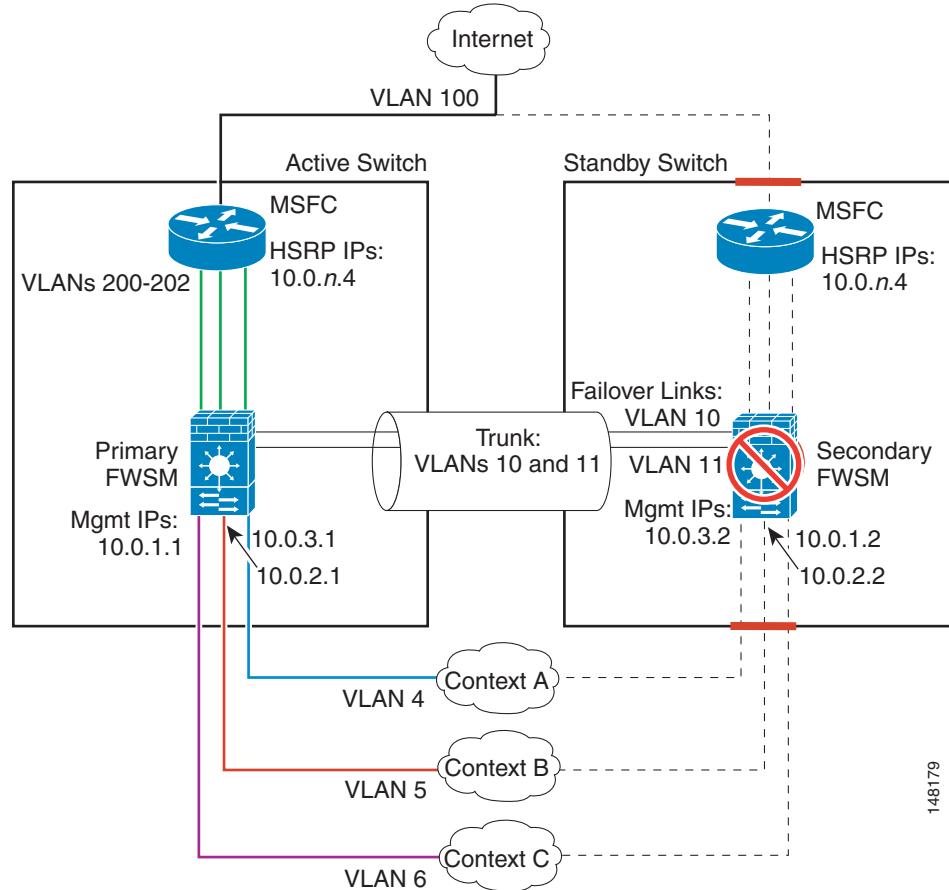 Internet
VLAN 100
Active Switch
Standby Switch
MSFC
HSRP IPs:
10.0.n.4
VLANs 200-202
MSFC
HSRP IPs:
10.0.n.4
Failover Links:
VLAN 10
Trunk:
VLANs 10 and 11
VLAN 11
Primary
FWSM
Secondary
FWSM
Mgmt IPs:
10.0.1.1
10.0.3.1
10.0.2.1
Mgmt IPs:
10.0.3.2
10.0.1.2
10.0.2.2
Context A
VLAN 4
Context B
VLAN 5
Context C
VLAN 6
148179